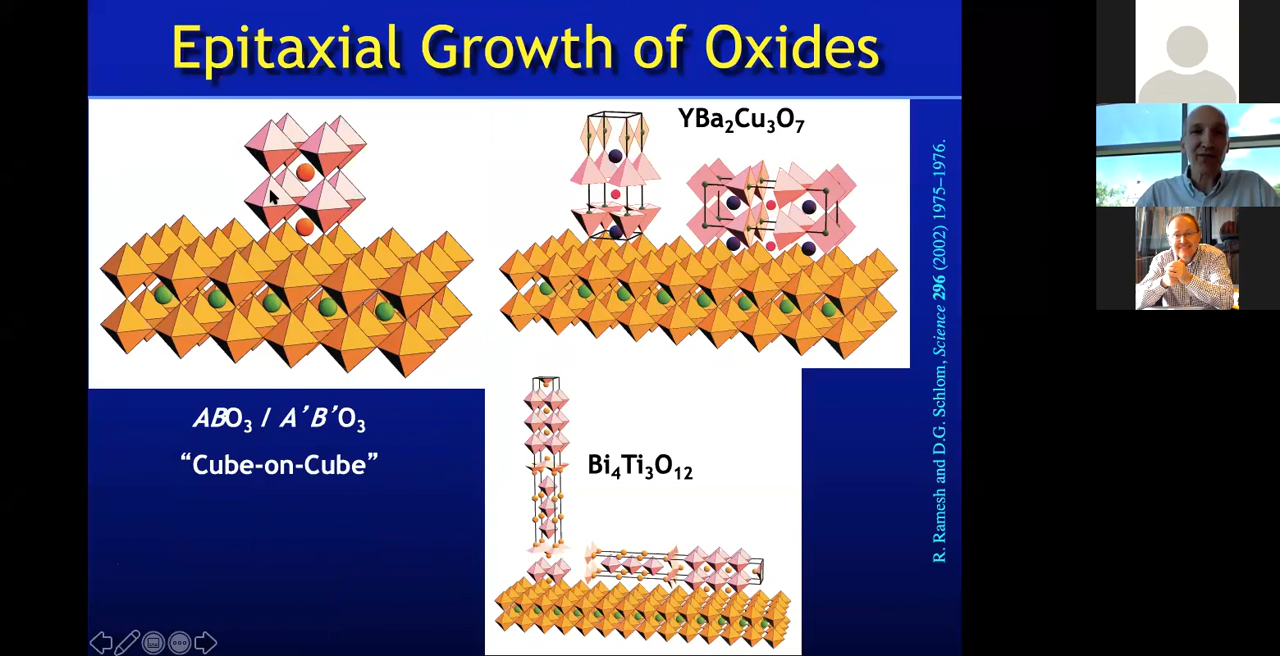 Epitaxial Growth of Oxides
YBa₂Cu₃O₇
ABO₃ / A′B′O₃
“Cube-on-Cube”
Bi₄Ti₃O₁₂
R. Ramesh and D.G. Schlom, Science 296 (2002) 1975–1976.